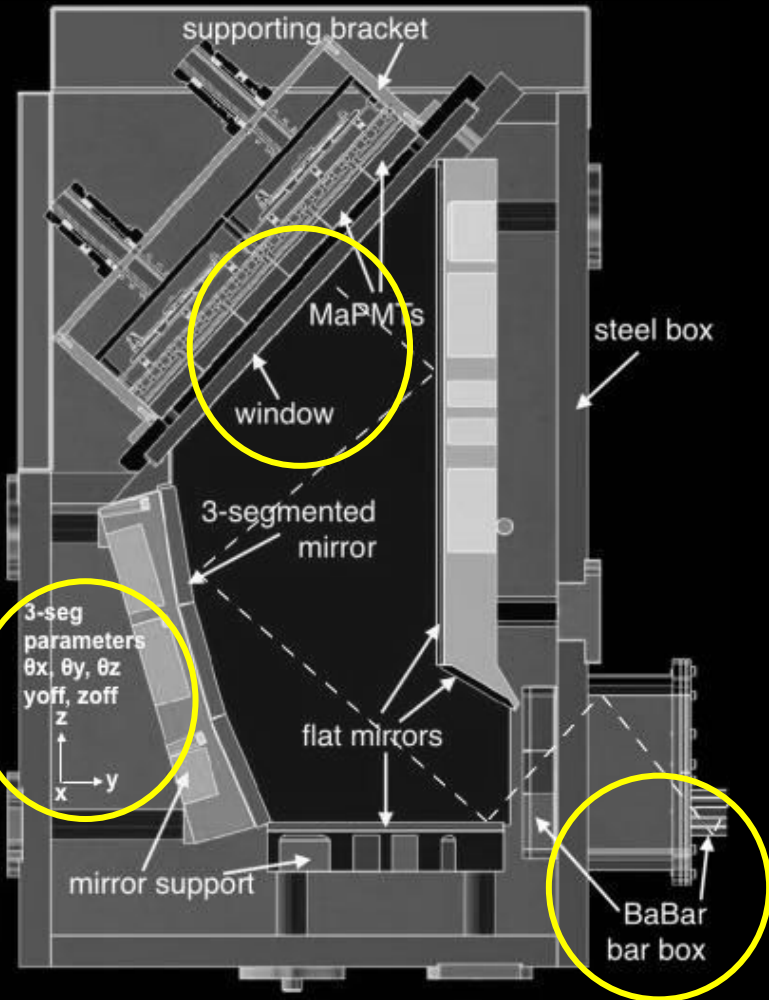 supporting bracket
MaPMTs
steel box
window
3-segmented
mirror
3-seg
parameters
θx, θy, θz
yoff, zoff
z
y
x
flat mirrors
mirror support
BaBar
bar box